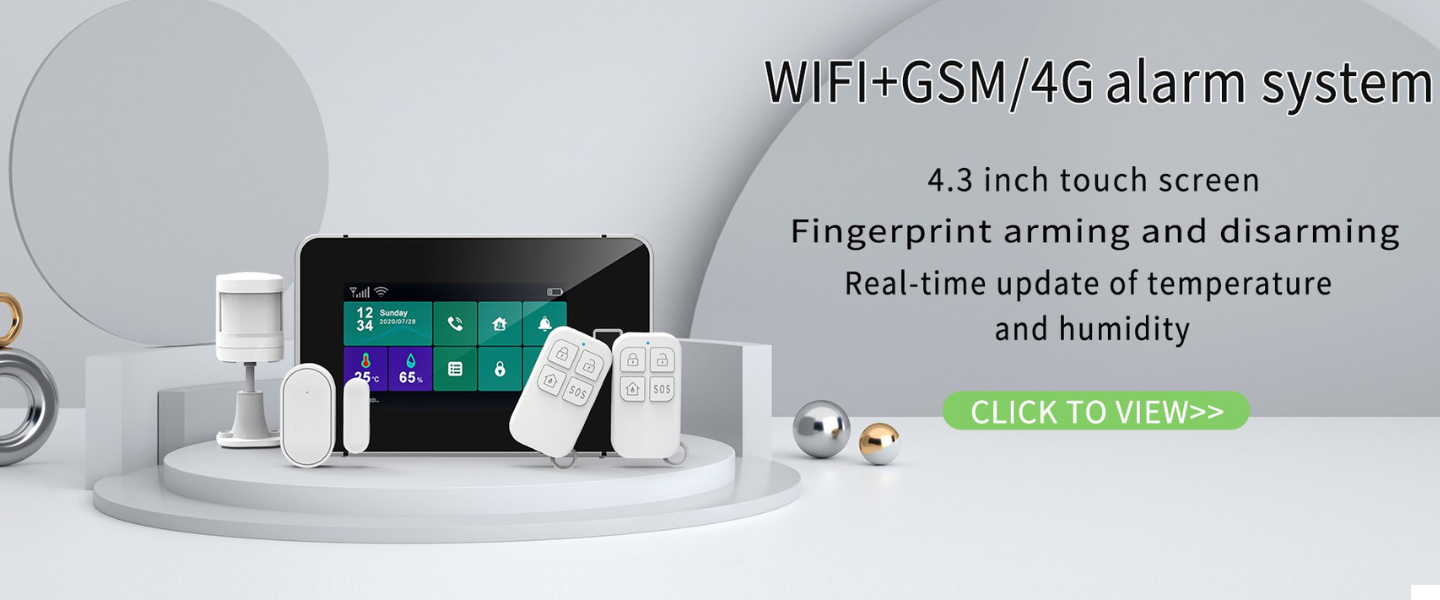 WIFI+GSM/4G alarm system
4.3 inch touch screen
Fingerprint arming and disarming
Real-time update of temperature
and humidity
CLICK TO VIEW>>
12
34
Sunday
2020/07/26
25°C
65%
SOS
SOS